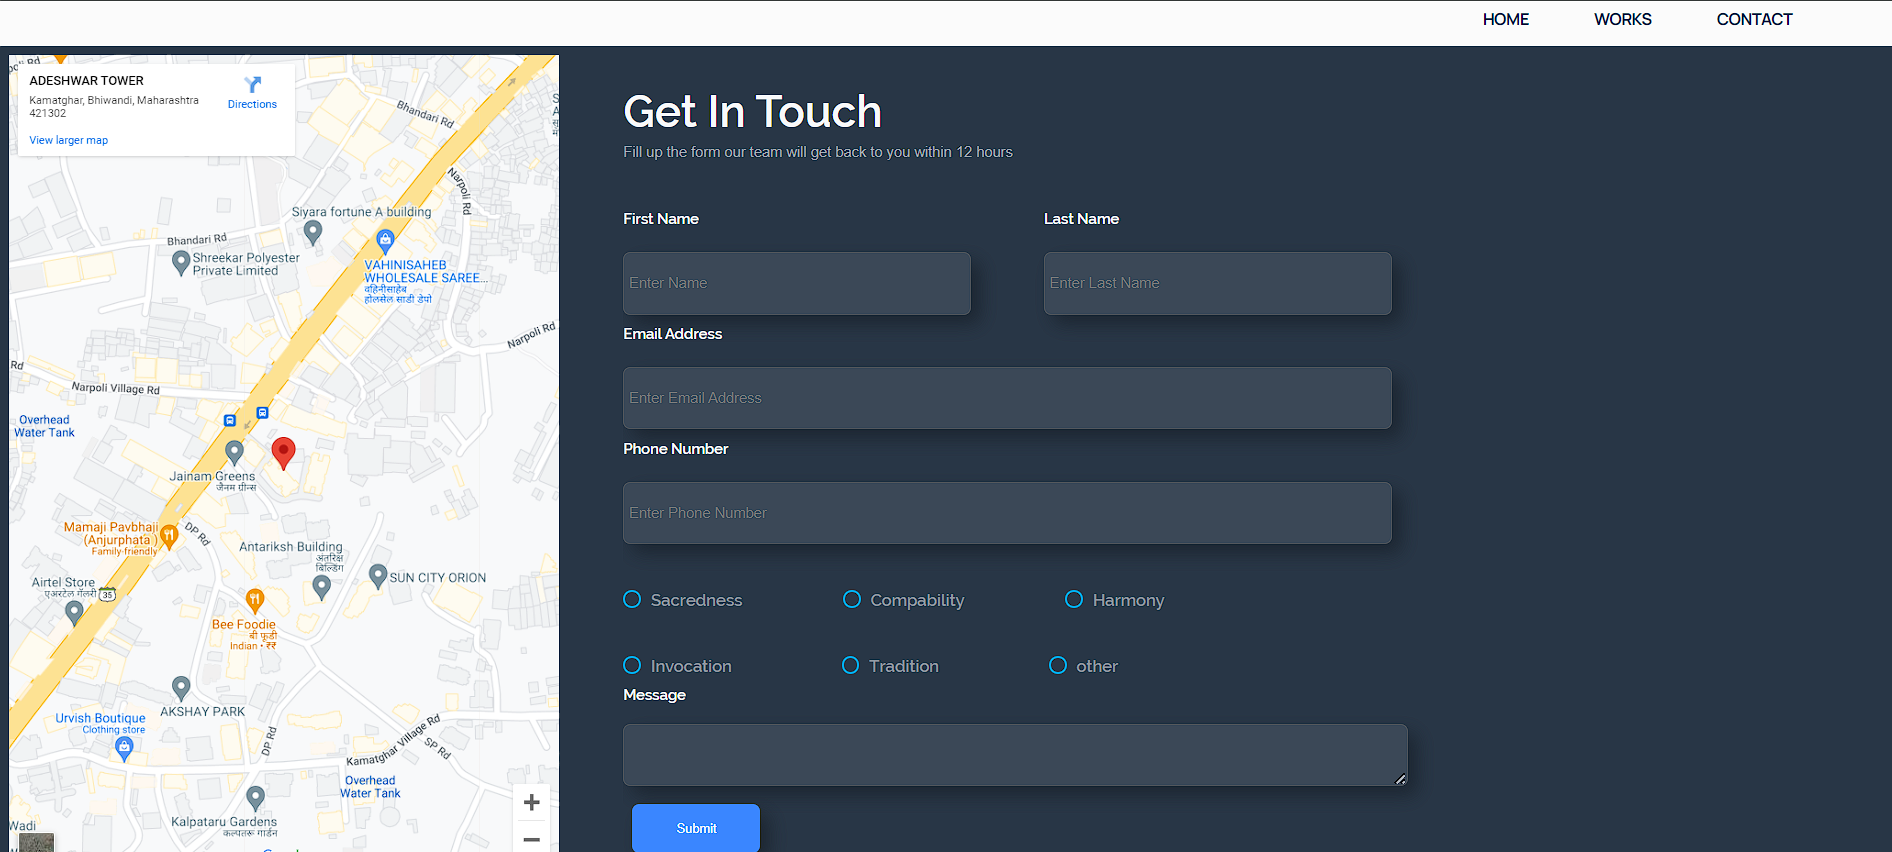 HOME WORKS CONTACT
ADESHWAR TOWER
Kamatghar, Bhiwandi, Maharashtra
421302
Directions
View larger map
Bhandari Rd
Narpoli Rd
Siyara fortune A building
Bhandari Rd
Shreekar Polyester
Private Limited
VAHINISAHEB
WHOLESALE SAREE...
वहिनीसाहेब
होलसेल साडी डेपो
Narpoli Rd
Rd
Narpoli Village Rd
Overhead
Water Tank
Jainam Greens
जैनम ग्रीन्स
Mamaji Pavbhaji
(Anjurphata )
Family-friendly
DP Rd
Antariksh Building
अंतरिक्ष
बिल्डिंग
SUN CITY ORION
Airtel Store
एअरटेल गॅलरी
35
Bee Foodie
बी फूडी
Indian • ₹₹
AKSHAY PARK
Urvish Boutique
Clothing store
DP Rd
Kamatghar Village Rd
SP Rd
Overhead
Water Tank
Kalpataru Gardens
कल्पतरू गार्डन
Wadi
Get In Touch
Fill up the form our team will get back to you within 12 hours
First Name Last Name
Enter Name Enter Last Name
Email Address
Enter Email Address
Phone Number
Enter Phone Number
Sacredness Compability Harmony
Invocation Tradition other
Message
Submit